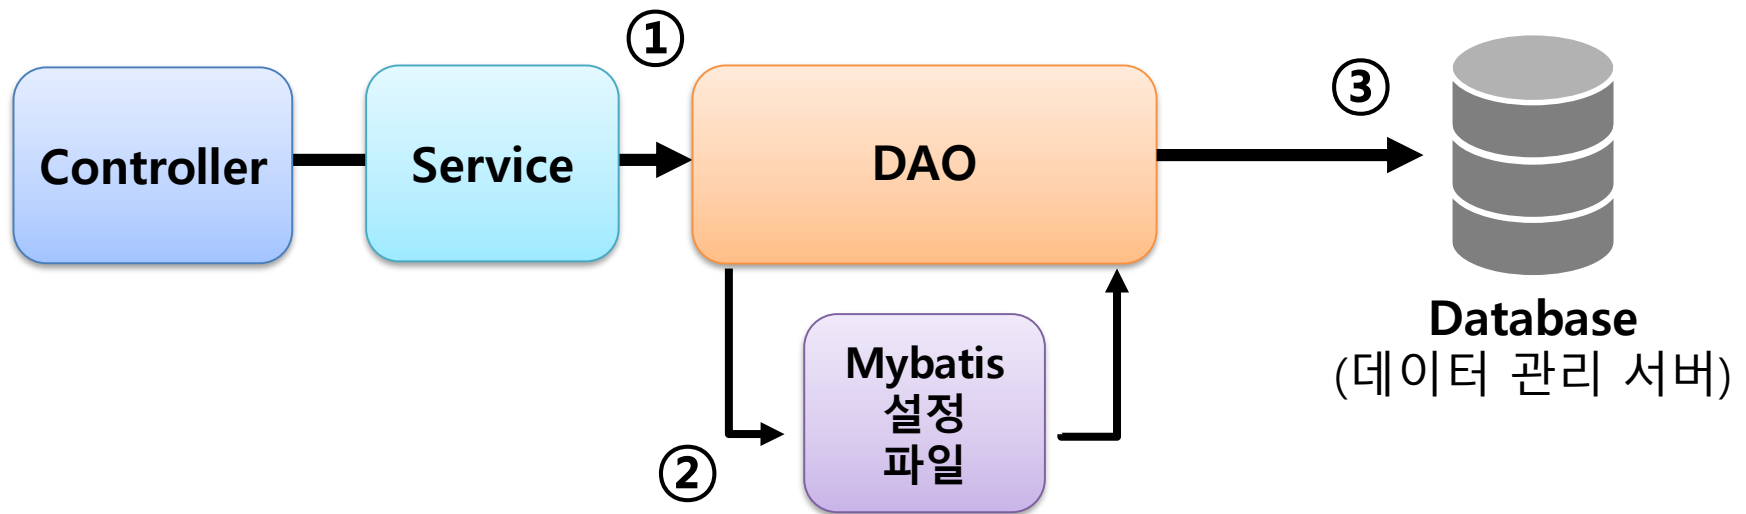 ①
③
Controller
Service
DAO
Database
(데이터 관리 서버)
Mybatis
설정
파일
②